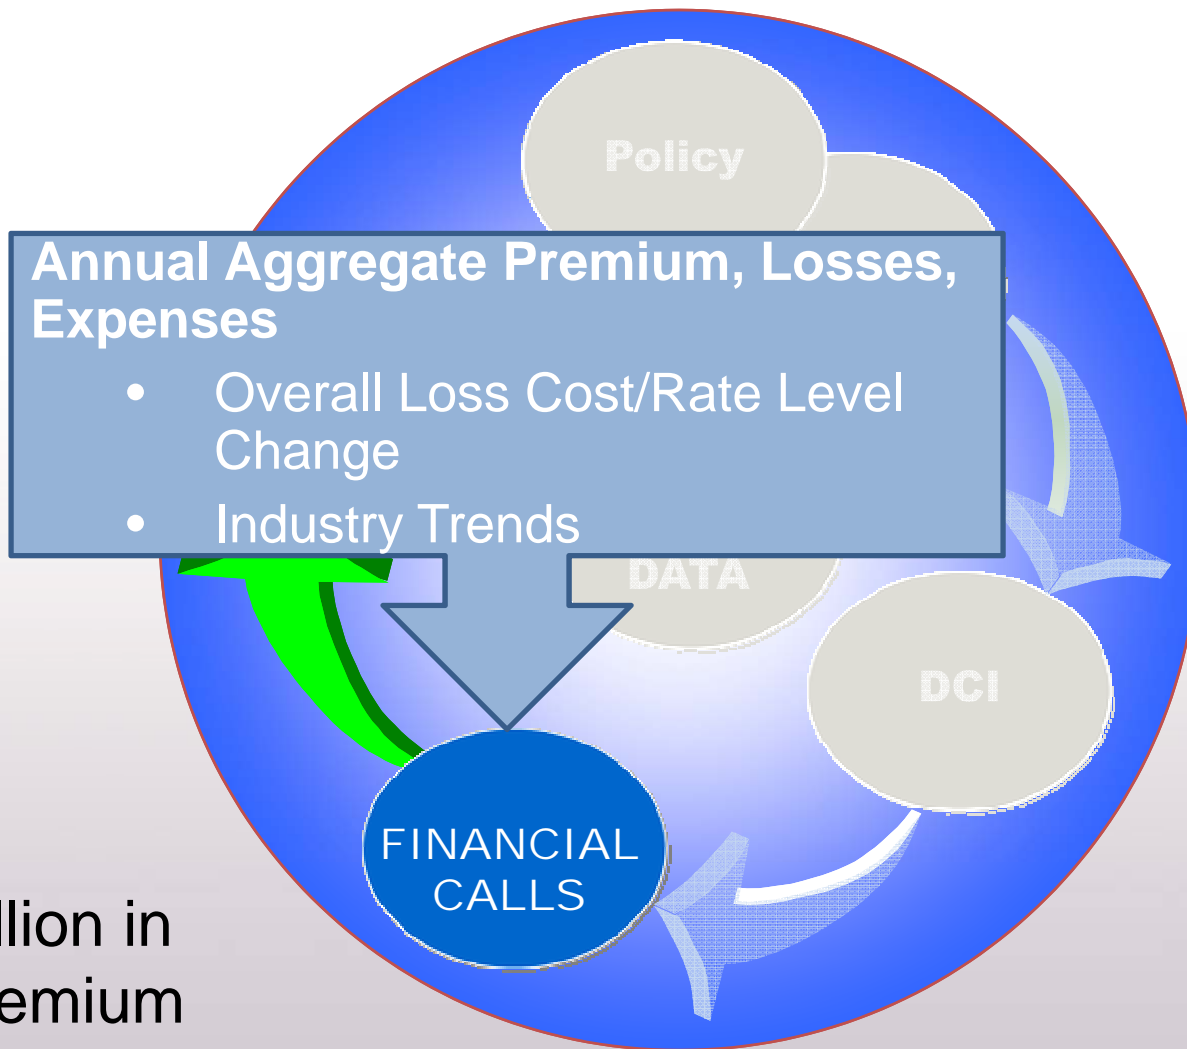 Policy
Annual Aggregate Premium, Losses,
Expenses
• Overall Loss Cost/Rate Level
Change
• Industry Trends
DATA
DCI
FINANCIAL
CALLS
llion in
emium